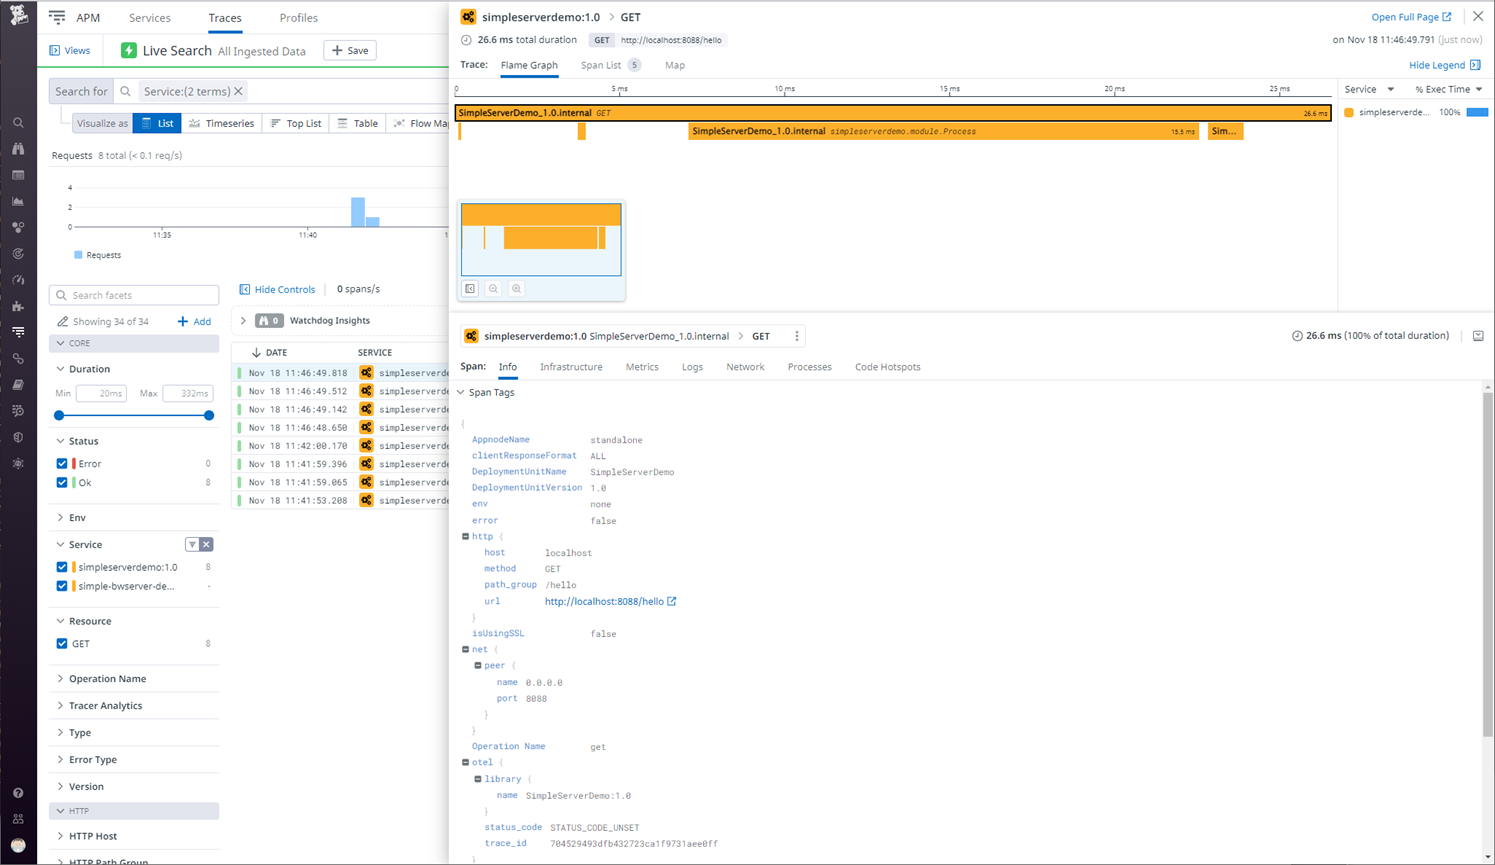 APM
Services
Traces
Profiles
Views
Live Search All Ingested Data
Save
Search for
Service:(2 terms)
Visualize as
List
Timeseries
Top List
Table
Flow Ma
Requests 8 total (< 0.1 req/s)
4
2
0
11:35
11:40
Requests
Search facets
Showing 34 of 34
Add
CORE
Duration
Min 20ms Max 332ms
Status
Error 0
Ok 8
Env
Service
simpleserverdemo:1.0 8
simple-bwserver-de... -
Resource
GET 8
Operation Name
Tracer Analytics
Type
Error Type
Version
HTTP
HTTP Host
HTTP Path Group
Hide Controls
0 spans/s
0 Watchdog Insights
DATE SERVICE
Nov 18 11:46:49.818 simpleserverde
Nov 18 11:46:49.512 simpleserverde
Nov 18 11:46:49.142 simpleserverde
Nov 18 11:46:48.650 simpleserverde
Nov 18 11:42:00.170 simpleserverde
Nov 18 11:41:59.396 simpleserverde
Nov 18 11:41:59.065 simpleserverde
Nov 18 11:41:53.208 simpleserverde
simpleserverdemo:1.0 > GET
Open Full Page
26.6 ms total duration GET http://localhost:8088/hello
on Nov 18 11:46:49.791 (just now)
Trace: Flame Graph Span List 5 Map
Hide Legend
0 5 ms 10 ms 15 ms 20 ms 25 ms
Service % Exec Time
SimpleServerDemo_1.0.internal GET 26.6 ms
simpleserverde... 100%
SimpleServerDemo_1.0.internal simpleserverdemo.module.Process 15.5 ms
Sim...
simpleserverdemo:1.0 SimpleServerDemo_1.0.internal > GET
26.6 ms (100% of total duration)
Span: Info Infrastructure Metrics Logs Network Processes Code Hotspots
Span Tags
{
AppnodeName standalone
clientResponseFormat ALL
DeploymentUnitName SimpleServerDemo
DeploymentUnitVersion 1.0
env none
error false
http {
host localhost
method GET
path_group /hello
url http://localhost:8088/hello
}
isUsingSSL false
net {
peer {
name 0.0.0.0
port 8088
}
}
Operation Name get
otel {
library {
name SimpleServerDemo:1.0
}
status_code STATUS_CODE_UNSET
trace_id 704529493dfb432723ca1f9731aee0ff
}